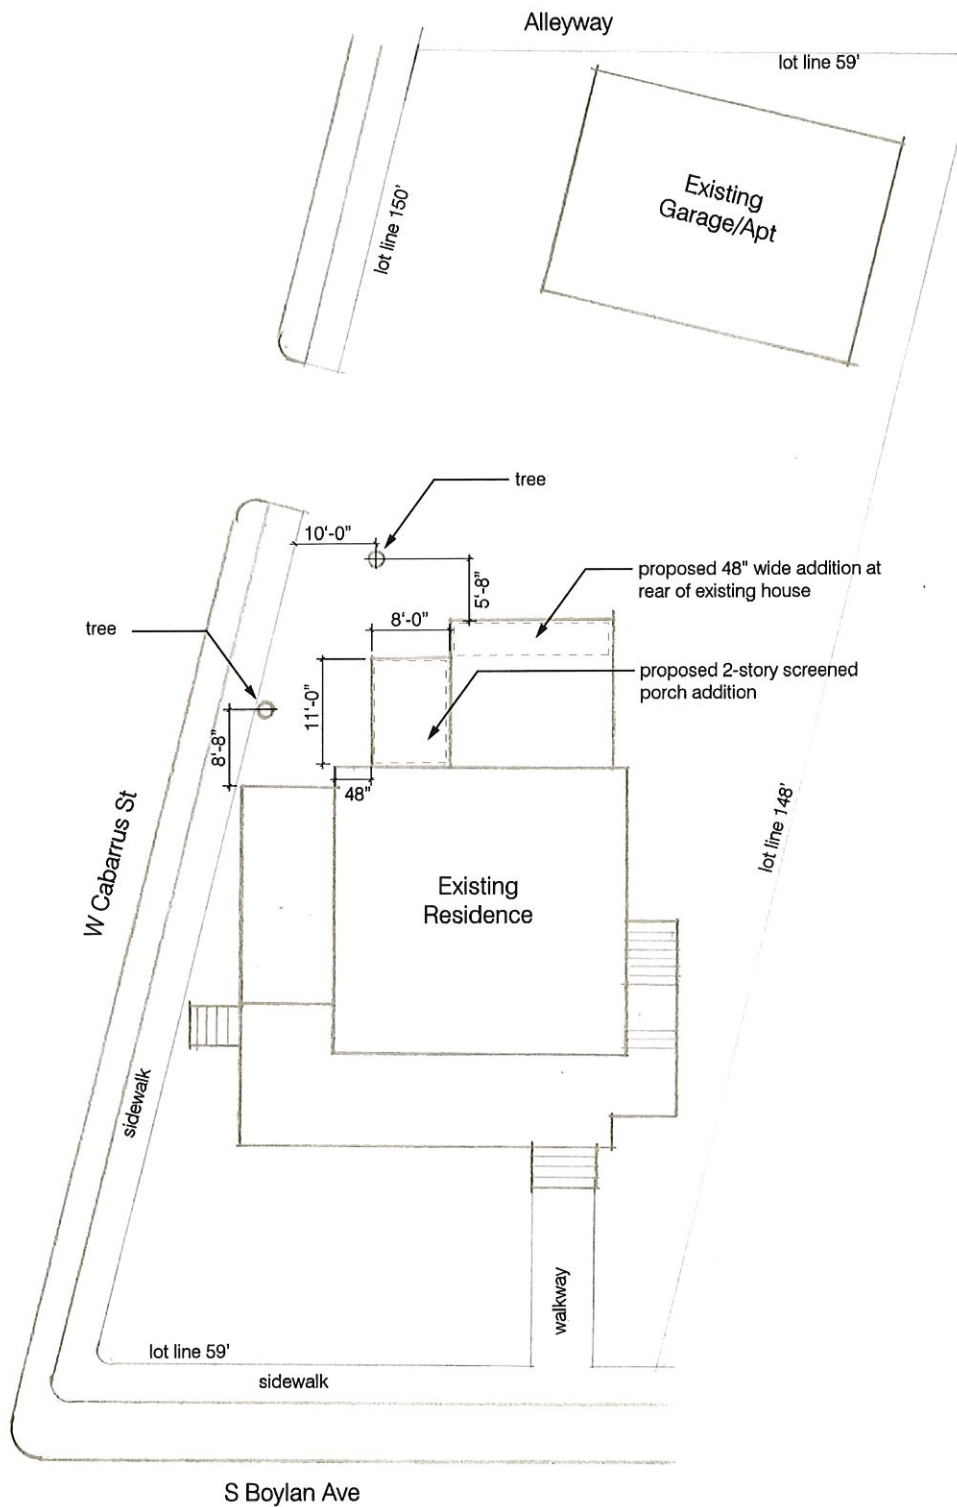 Alleyway
lot line 59'
lot line 150'
Existing
Garage/Apt
tree
10'-0"
5'-8"
proposed 48" wide addition at
rear of existing house
8'-0"
tree
proposed 2-story screened
porch addition
11'-0"
8'-8"
48"
lot line 148'
W Cabarrus St
Existing
Residence
sidewalk
walkway
lot line 59'
sidewalk
S Boylan Ave